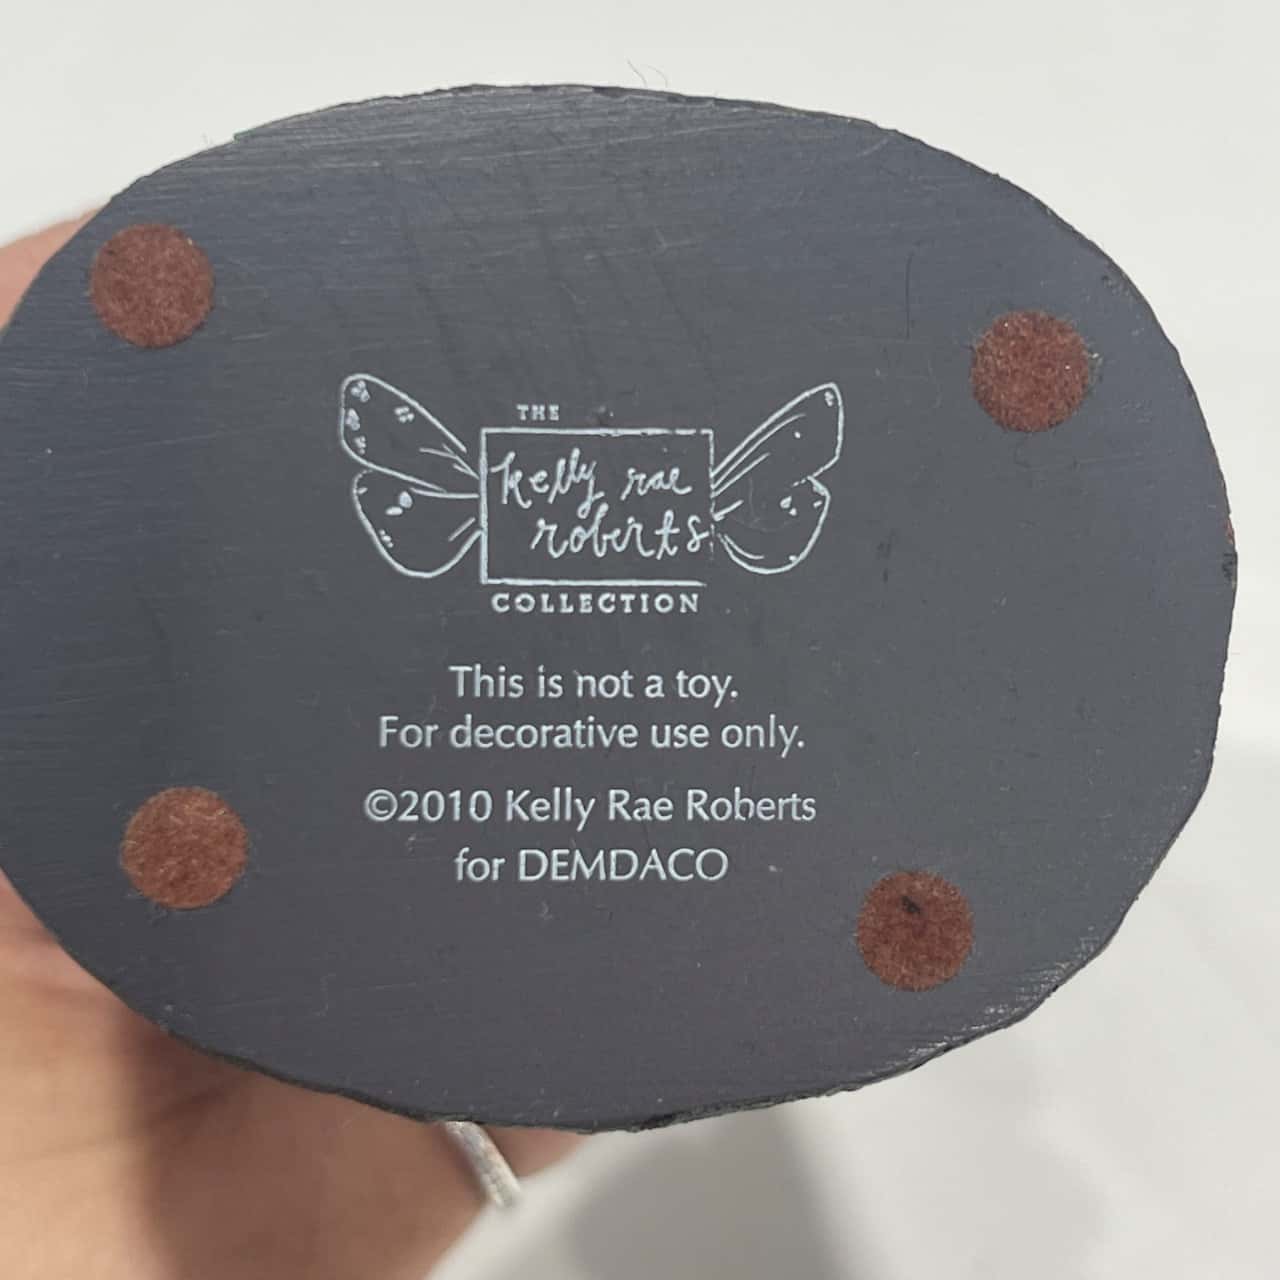 THE
kelly rae
roberts
COLLECTION
This is not a toy.
For decorative use only.
©2010 Kelly Rae Roberts
for DEMDACO